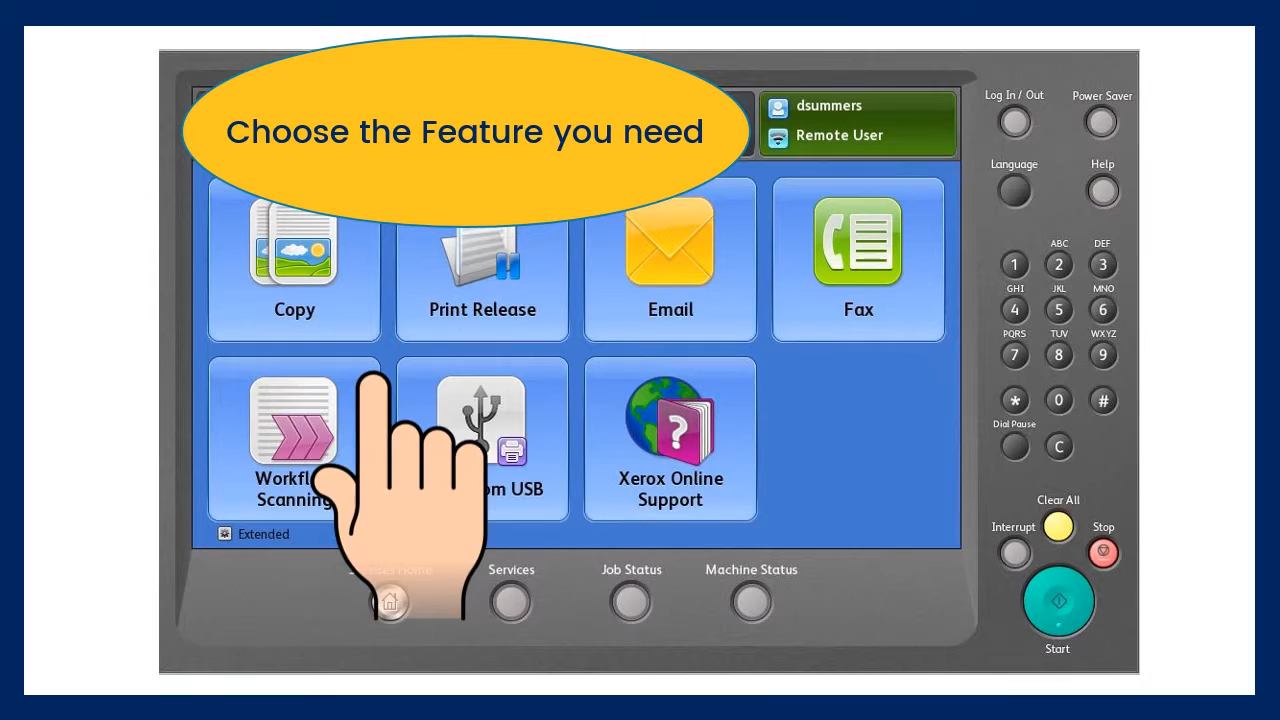 Choose the Feature you need
dsummers
Remote User
Copy
Print Release
Email
Fax
Scanning
USB
Xerox Online
Support
Extended
Services
Job Status
Machine Status
Log In / Out
Power Saver
Language
Help
ABC
DEF
1
2
3
GHI
JKL
MNO
4
5
6
PQRS
TUV
WXYZ
7
8
9
*
0
#
Dial Pause
C
Clear All
Interrupt
Stop
Start